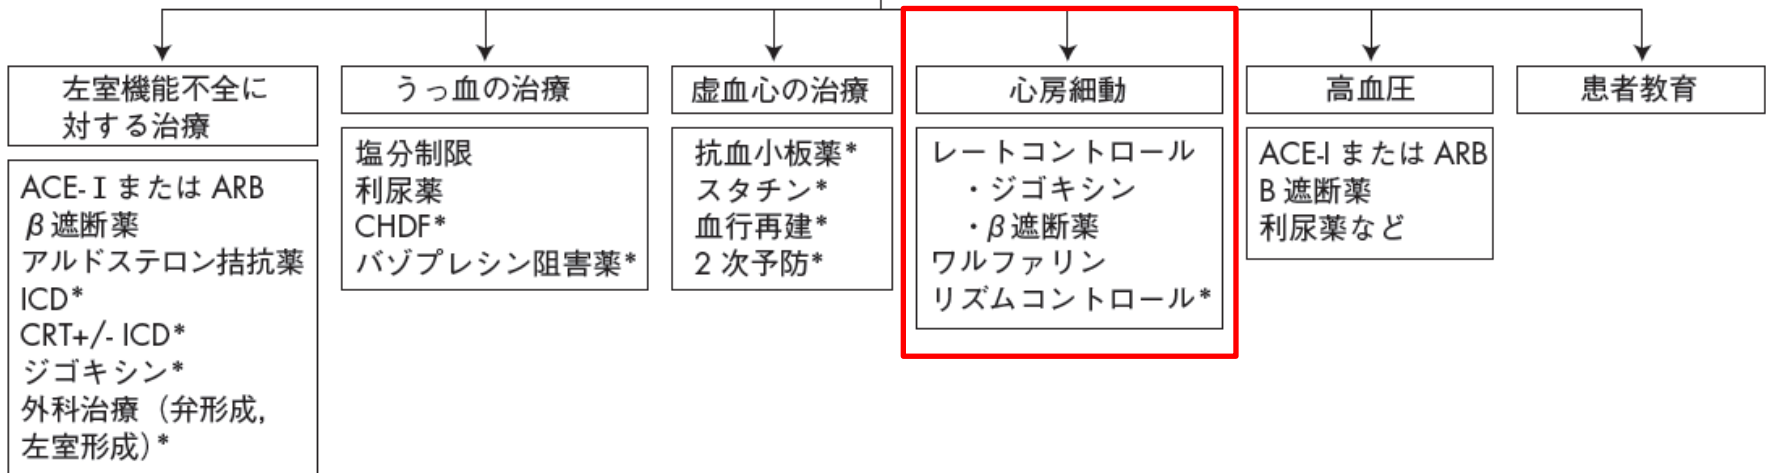 左室機能不全に
対する治療
ACE-Ⅰ または ARB
β遮断薬
アルドステロン拮抗薬
ICD*
CRT+/- ICD*
ジゴキシン*
外科治療（弁形成,
左室形成）*
うっ血の治療
塩分制限
利尿薬
CHDF*
バゾプレシン阻害薬*
虚血心の治療
抗血小板薬*
スタチン*
血行再建*
2 次予防*
心房細動
レートコントロール
・ジゴキシン
・β遮断薬
ワルファリン
リズムコントロール*
高血圧
ACE-I または ARB
B 遮断薬
利尿薬など
患者教育